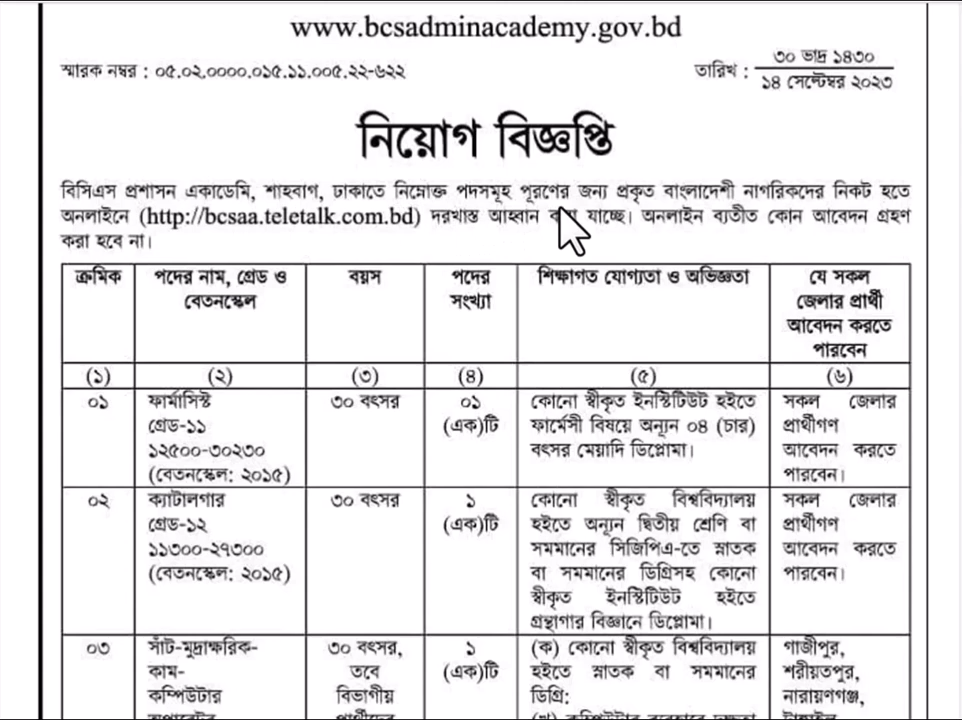 www.bcsadminacademy.gov.bd
স্মারক নম্বর : ০৫.০২.০০০০.০১৫.১১.০০৫.২২-৬২২
তারিখ : ৩০ ভাদ্র ১৪৩০
১৪ সেপ্টেম্বর ২০২৩
নিয়োগ বিজ্ঞপ্তি
বিসিএস প্রশাসন একাডেমি, শাহবাগ, ঢাকাতে নিম্নোক্ত পদসমূহ পূরণের জন্য প্রকৃত বাংলাদেশী নাগরিকদের নিকট হতে
অনলাইনে (http://bcsaa.teletalk.com.bd) দরখাস্ত আহ্বান করা যাচ্ছে। অনলাইন ব্যতীত কোন আবেদন গ্রহণ
করা হবে না।
ক্রমিক
পদের নাম, গ্রেড ও
বেতনস্কেল
বয়স
পদের
সংখ্যা
শিক্ষাগত যোগ্যতা ও অভিজ্ঞতা
যে সকল
জেলার প্রার্থী
আবেদন করতে
পারবেন
(১)
(২)
(৩)
(৪)
(৫)
(৬)
০১
ফার্মাসিস্ট
গ্রেড-১১
১২৫০০-৩০২৩০
(বেতনস্কেল: ২০১৫)
৩০ বৎসর
০১
(এক)টি
কোনো স্বীকৃত ইনস্টিটিউট হইতে
ফার্মেসী বিষয়ে অন্যূন ০৪ (চার)
বৎসর মেয়াদি ডিপ্লোমা।
সকল জেলার
প্রার্থীগণ
আবেদন করতে
পারবেন।
০২
ক্যাটালগার
গ্রেড-১২
১১৩০০-২৭৩০০
(বেতনস্কেল: ২০১৫)
৩০ বৎসর
১
(এক)টি
কোনো স্বীকৃত বিশ্ববিদ্যালয়
হইতে অন্যূন দ্বিতীয় শ্রেণি বা
সমমানের সিজিপিএ-তে স্নাতক
বা সমমানের ডিগ্রিসহ কোনো
স্বীকৃত ইনস্টিটিউট হইতে
গ্রন্থাগার বিজ্ঞানে ডিপ্লোমা।
সকল জেলার
প্রার্থীগণ
আবেদন করতে
পারবেন।
০৩
সাঁট-মুদ্রাক্ষরিক-
কাম-
কম্পিউটার
৩০ বৎসর,
তবে
বিভাগীয়
১
(এক)টি
(ক) কোনো স্বীকৃত বিশ্ববিদ্যালয়
হইতে স্নাতক বা সমমানের
ডিগ্রি:
গাজীপুর,
শরীয়তপুর,
নারায়ণগঞ্জ,